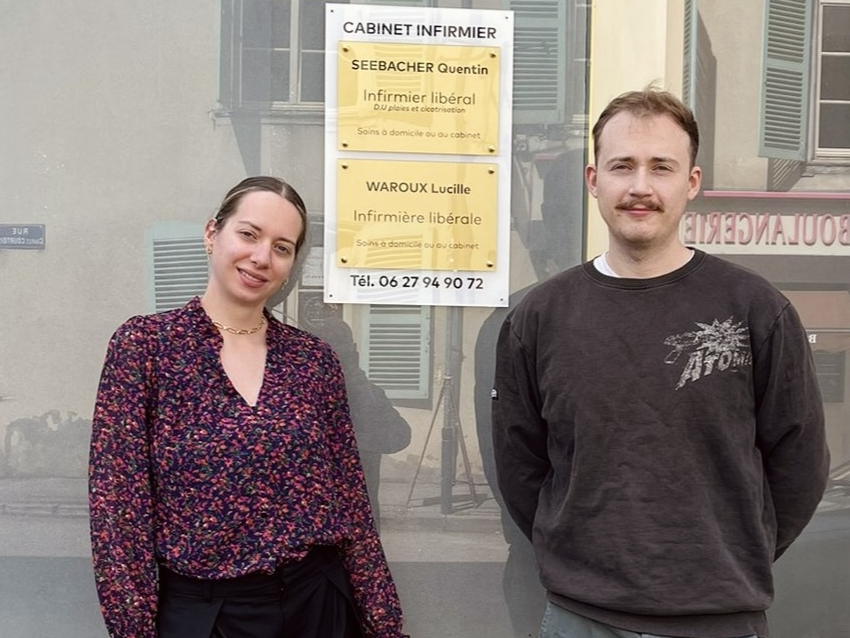 CABINET INFIRMIER
SEEBACHER Quentin
Infirmier libéral
D.U plaies et cicatrisation
Soins à domicile ou au cabinet
WAROUX Lucille
Infirmière libérale
Soins à domicile ou au cabinet
Tél. 06 27 94 90 72
RUE
BOULANGERIE